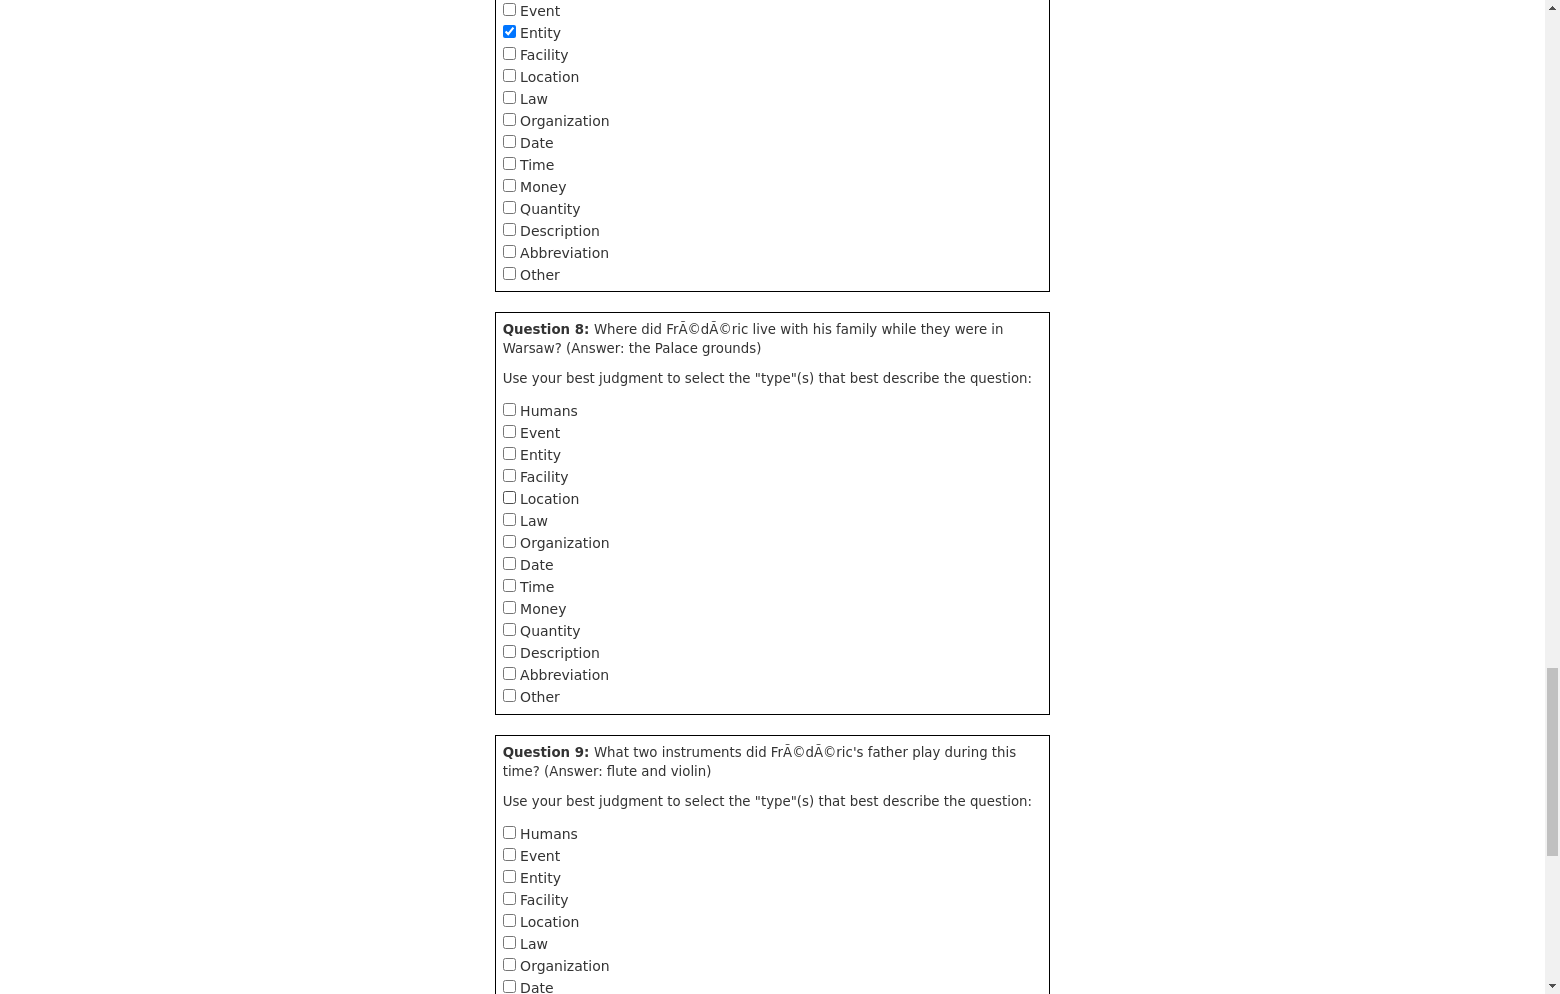 Event
Entity
Facility
Location
Law
Organization
Date
Time
Money
Quantity
Description
Abbreviation
Other
Question 8: Where did FrÃ©dÃ©ric live with his family while they were in
Warsaw? (Answer: the Palace grounds)
Use your best judgment to select the "type"(s) that best describe the question:
Humans
Event
Entity
Facility
Location
Law
Organization
Date
Time
Money
Quantity
Description
Abbreviation
Other
Question 9: What two instruments did FrÃ©dÃ©ric's father play during this
time? (Answer: flute and violin)
Use your best judgment to select the "type"(s) that best describe the question:
Humans
Event
Entity
Facility
Location
Law
Organization
Date